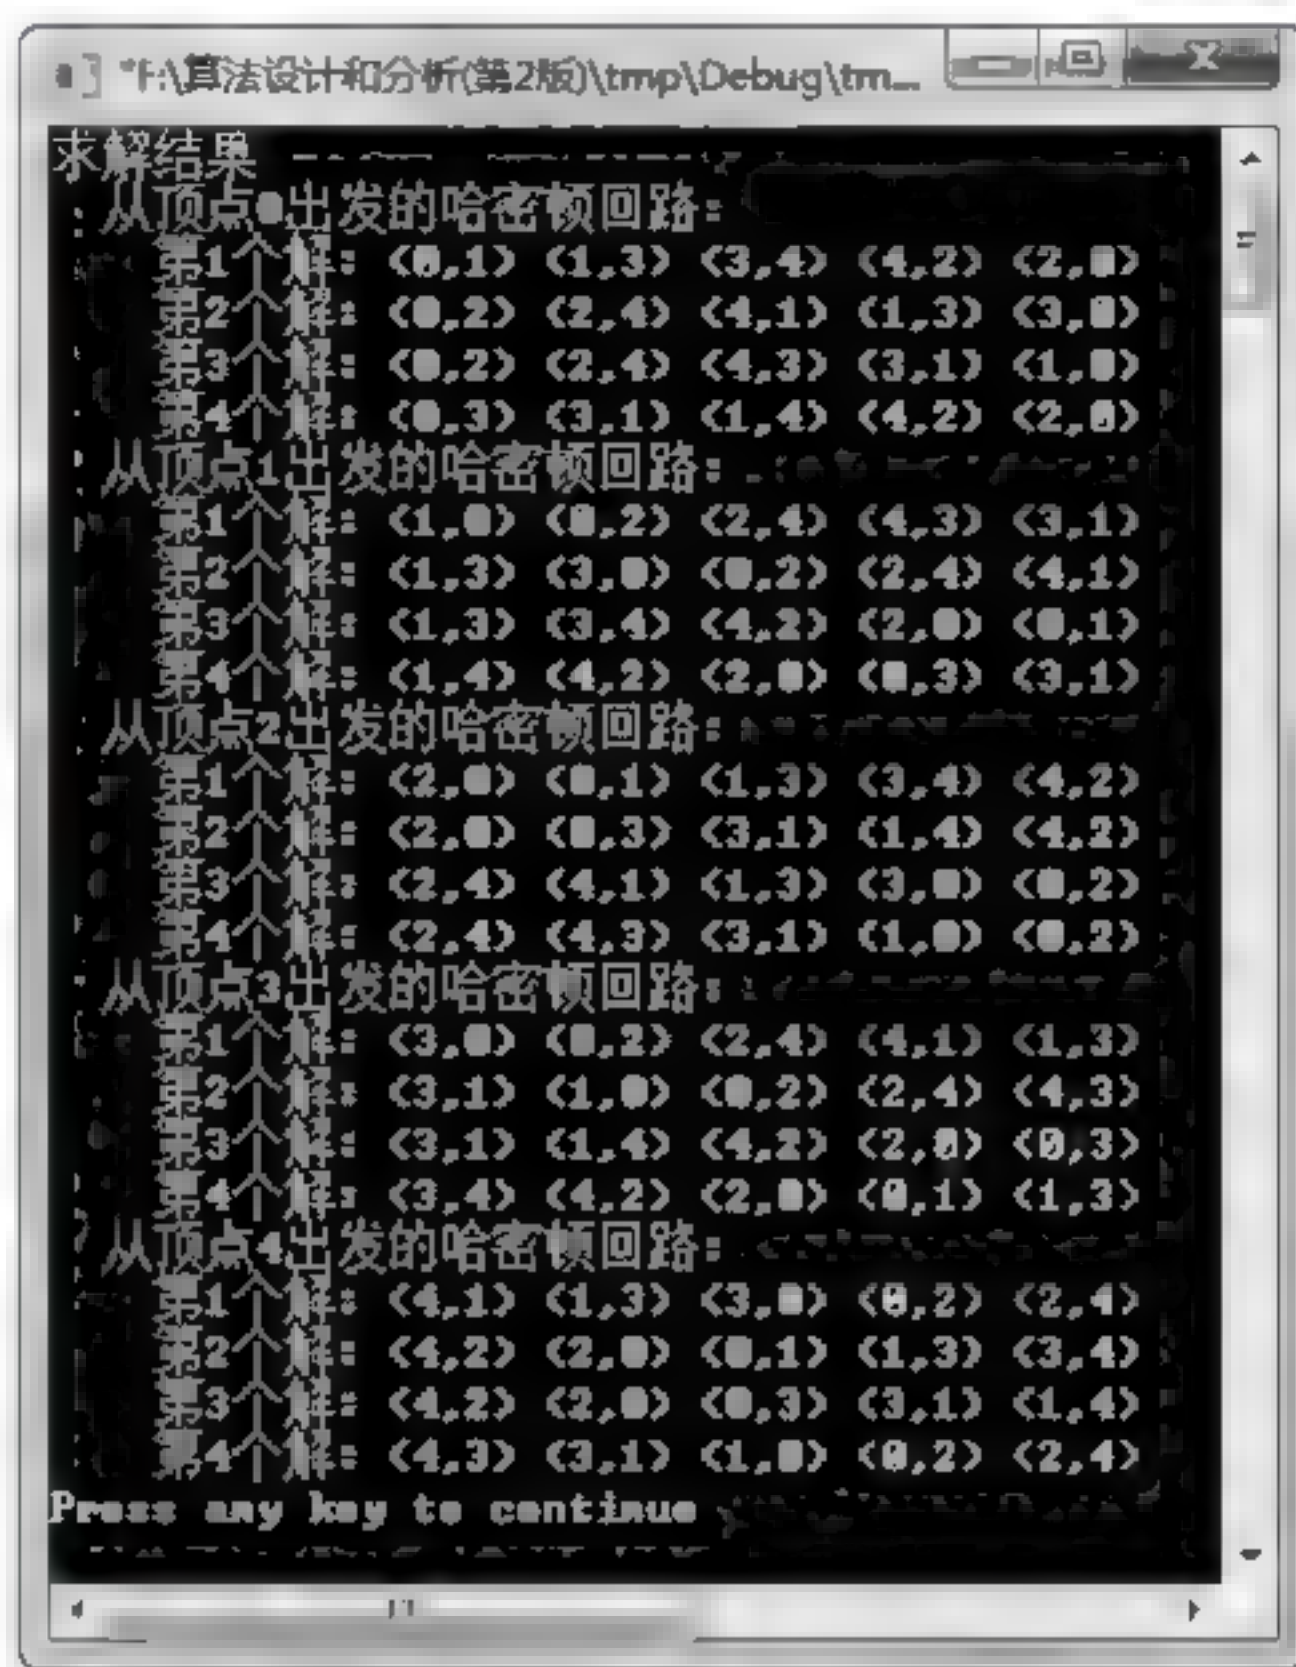 "F:\算法设计和分析(第2版)\tmp\Debug\tm...
求解结果
从顶点0出发的哈密顿回路:
第1个解: (0,1) (1,3) (3,4) (4,2) (2,0)
第2个解: (0,2) (2,4) (4,1) (1,3) (3,0)
第3个解: (0,2) (2,4) (4,3) (3,1) (1,0)
第4个解: (0,3) (3,1) (1,4) (4,2) (2,0)
从顶点1出发的哈密顿回路:
第1个解: (1,0) (0,2) (2,4) (4,3) (3,1)
第2个解: (1,3) (3,0) (0,2) (2,4) (4,1)
第3个解: (1,3) (3,4) (4,2) (2,0) (0,1)
第4个解: (1,4) (4,2) (2,0) (0,3) (3,1)
从顶点2出发的哈密顿回路:
第1个解: (2,0) (0,1) (1,3) (3,4) (4,2)
第2个解: (2,0) (0,3) (3,1) (1,4) (4,2)
第3个解: (2,4) (4,1) (1,3) (3,0) (0,2)
第4个解: (2,4) (4,3) (3,1) (1,0) (0,2)
从顶点3出发的哈密顿回路:
第1个解: (3,0) (0,2) (2,4) (4,1) (1,3)
第2个解: (3,1) (1,0) (0,2) (2,4) (4,3)
第3个解: (3,1) (1,4) (4,2) (2,0) (0,3)
第4个解: (3,4) (4,2) (2,0) (0,1) (1,3)
从顶点4出发的哈密顿回路:
第1个解: (4,1) (1,3) (3,0) (0,2) (2,4)
第2个解: (4,2) (2,0) (0,1) (1,3) (3,4)
第3个解: (4,2) (2,0) (0,3) (3,1) (1,4)
第4个解: (4,3) (3,1) (1,0) (0,2) (2,4)
Press any key to continue